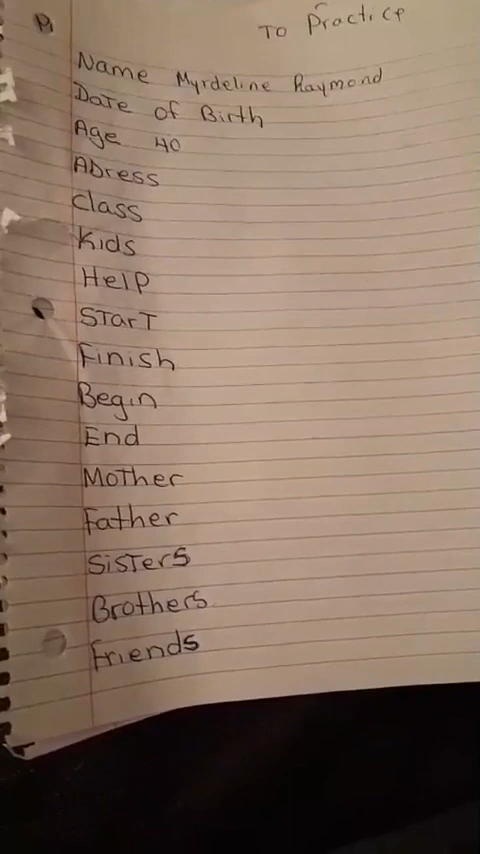 P1
To Practice
Name Myrdeline Raymond
Date of Birth
Age 40
ADress
Class
Kids
Help
STarT
Finish
Begin
End
MoTher
Father
SisTerS
Brothers
Friends